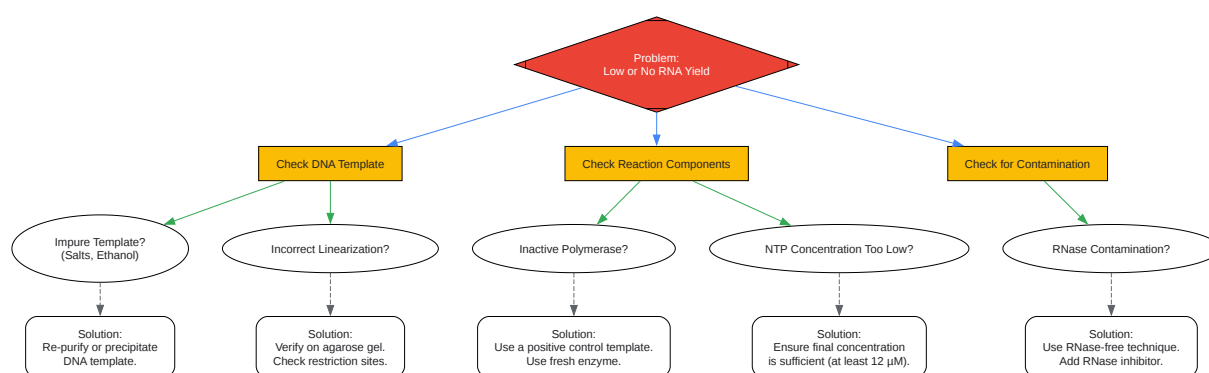 Problem:
Low or No RNA Yield
Check DNA Template
Check Reaction Components
Check for Contamination
Impure Template?
(Salts, Ethanol)
Incorrect Linearization?
Inactive Polymerase?
NTP Concentration Too Low?
RNase Contamination?
Solution:
Re-purify or precipitate
DNA template.
Solution:
Verify on agarose gel.
Check restriction sites.
Solution:
Use a positive control template.
Use fresh enzyme.
Solution:
Ensure final concentration
is sufficient (at least 12 µM).
Solution:
Use RNase-free technique.
Add RNase inhibitor.